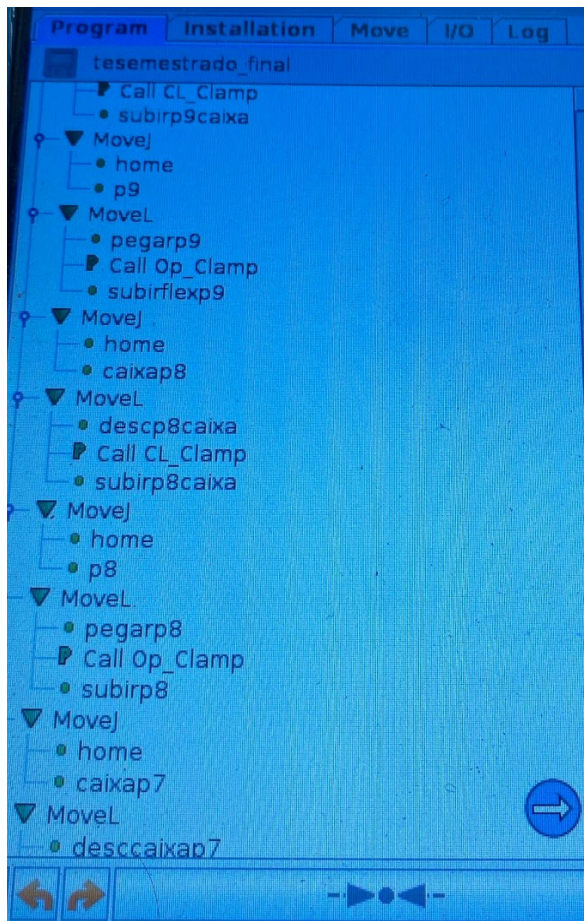 Program Installation Move I/O Log
tesemestrado_final
Call CL_Clamp
subirp9caixa
MoveJ
home
p9
MoveL
pegarp9
Call Op_Clamp
subirflexp9
MoveJ
home
caixap8
MoveL
descp8caixa
Call CL_Clamp
subirp8caixa
MoveJ
home
p8
MoveL
pegarp8
Call Op_Clamp
subirp8
MoveJ
home
caixap7
MoveL
desccaixap7